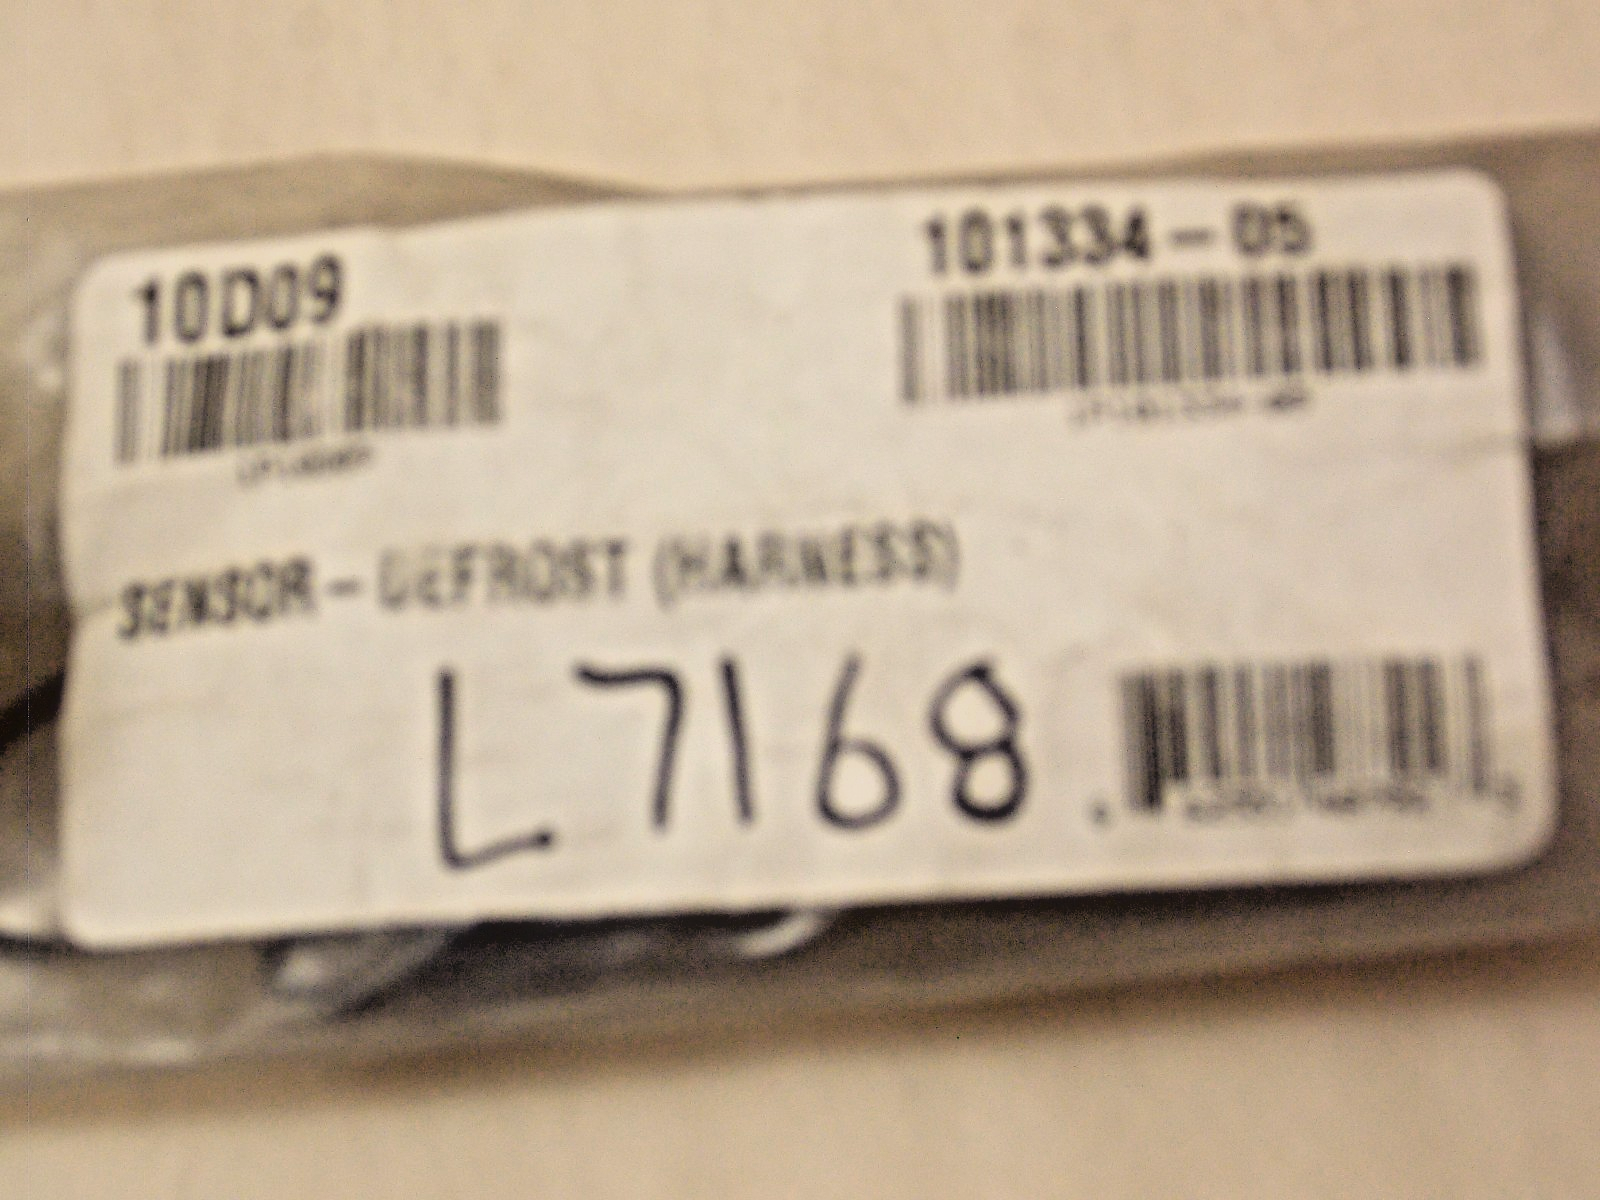 10D09
101334-05
SENSOR-DEFROST (HARNESS)
L7168